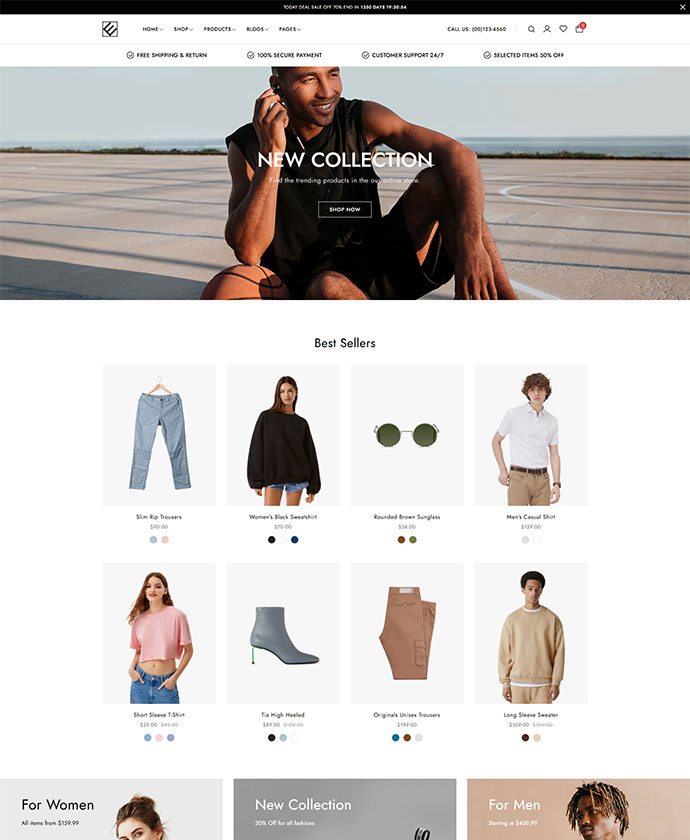 TODAY DEAL SALE OFF 70% END IN 1350 DAYS 19:30:54
HOME SHOP PRODUCTS BLOGS PAGES CALL US: (00)123-4560 0
FREE SHIPPING & RETURN 100% SECURE PAYMENT CUSTOMER SUPPORT 24/7 SELECTED ITEMS 50% OFF
NEW COLLECTION
Find the trending products in the our online store.
SHOP NOW
Best Sellers
Slim Rip Trousers Women's Black Sweatshirt Rounded Brown Sunglass Men's Casual Shirt
$90.00 $70.00 $38.00 $129.00
Short Sleeve T-Shirt Tia High Heeled Originals Unisex Trousers Long Sleeve Sweater
$39.00 $49.00 $89.00 $109.00 $199.00 $109.00 $160.00
For Women New Collection For Men
All items from $159.99 20% Off for all fashions Starting at $459.99